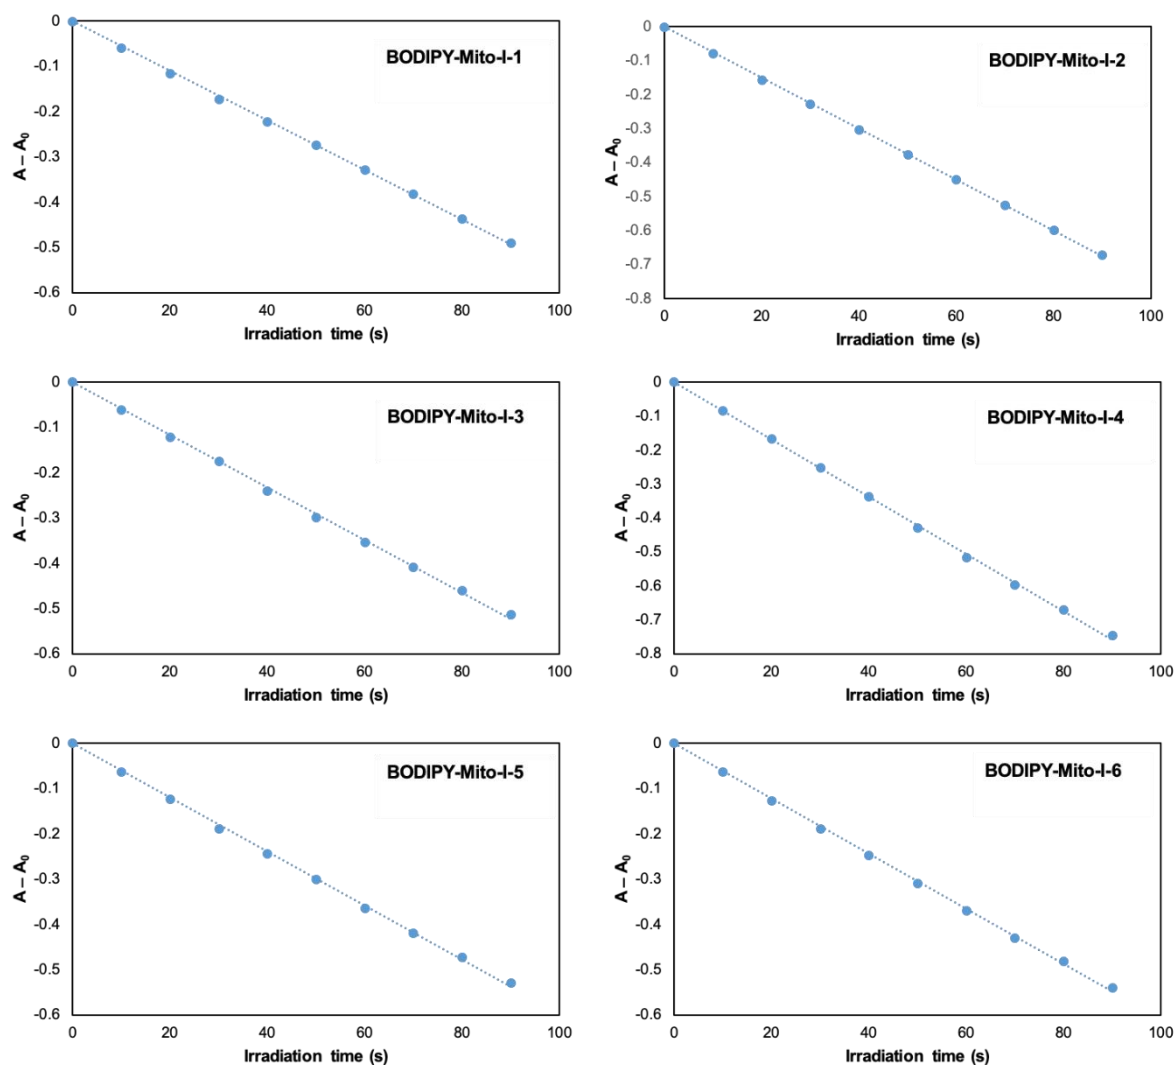 BODIPY-Mito-I-1
A – A₀
0
-0.1
-0.2
-0.3
-0.4
-0.5
-0.6
0 20 40 60 80 100
Irradiation time (s)
BODIPY-Mito-I-2
A – A₀
0
-0.1
-0.2
-0.3
-0.4
-0.5
-0.6
-0.7
-0.8
0 20 40 60 80 100
Irradiation time (s)
BODIPY-Mito-I-3
A – A₀
0
-0.1
-0.2
-0.3
-0.4
-0.5
-0.6
0 20 40 60 80 100
Irradiation time (s)
BODIPY-Mito-I-4
A – A₀
0
-0.1
-0.2
-0.3
-0.4
-0.5
-0.6
-0.7
-0.8
0 20 40 60 80 100
Irradiation time (s)
BODIPY-Mito-I-5
A – A₀
0
-0.1
-0.2
-0.3
-0.4
-0.5
-0.6
0 20 40 60 80 100
Irradiation time (s)
BODIPY-Mito-I-6
A – A₀
0
-0.1
-0.2
-0.3
-0.4
-0.5
-0.6
0 20 40 60 80 100
Irradiation time (s)